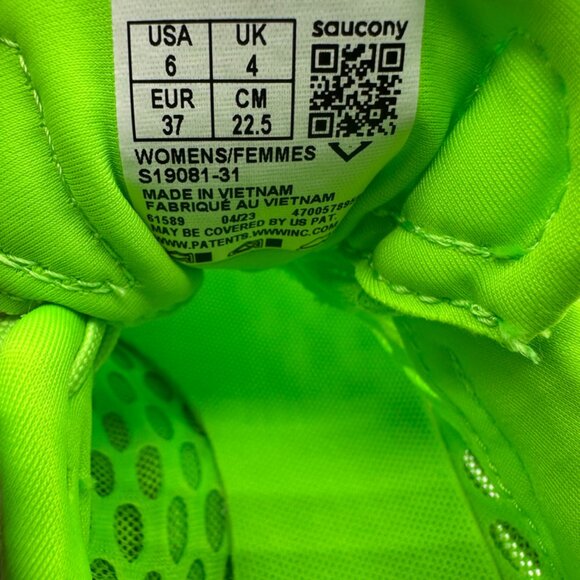 saucony
USA UK
6 4
EUR CM
37 22.5
WOMENS/FEMMES
S19081-31
MADE IN VIETNAM
FABRIQUÉ AU VIETNAM
61589 04/23
MAY BE COVERED BY US PAT.
WWW.PATENTS.WWWINC.COM